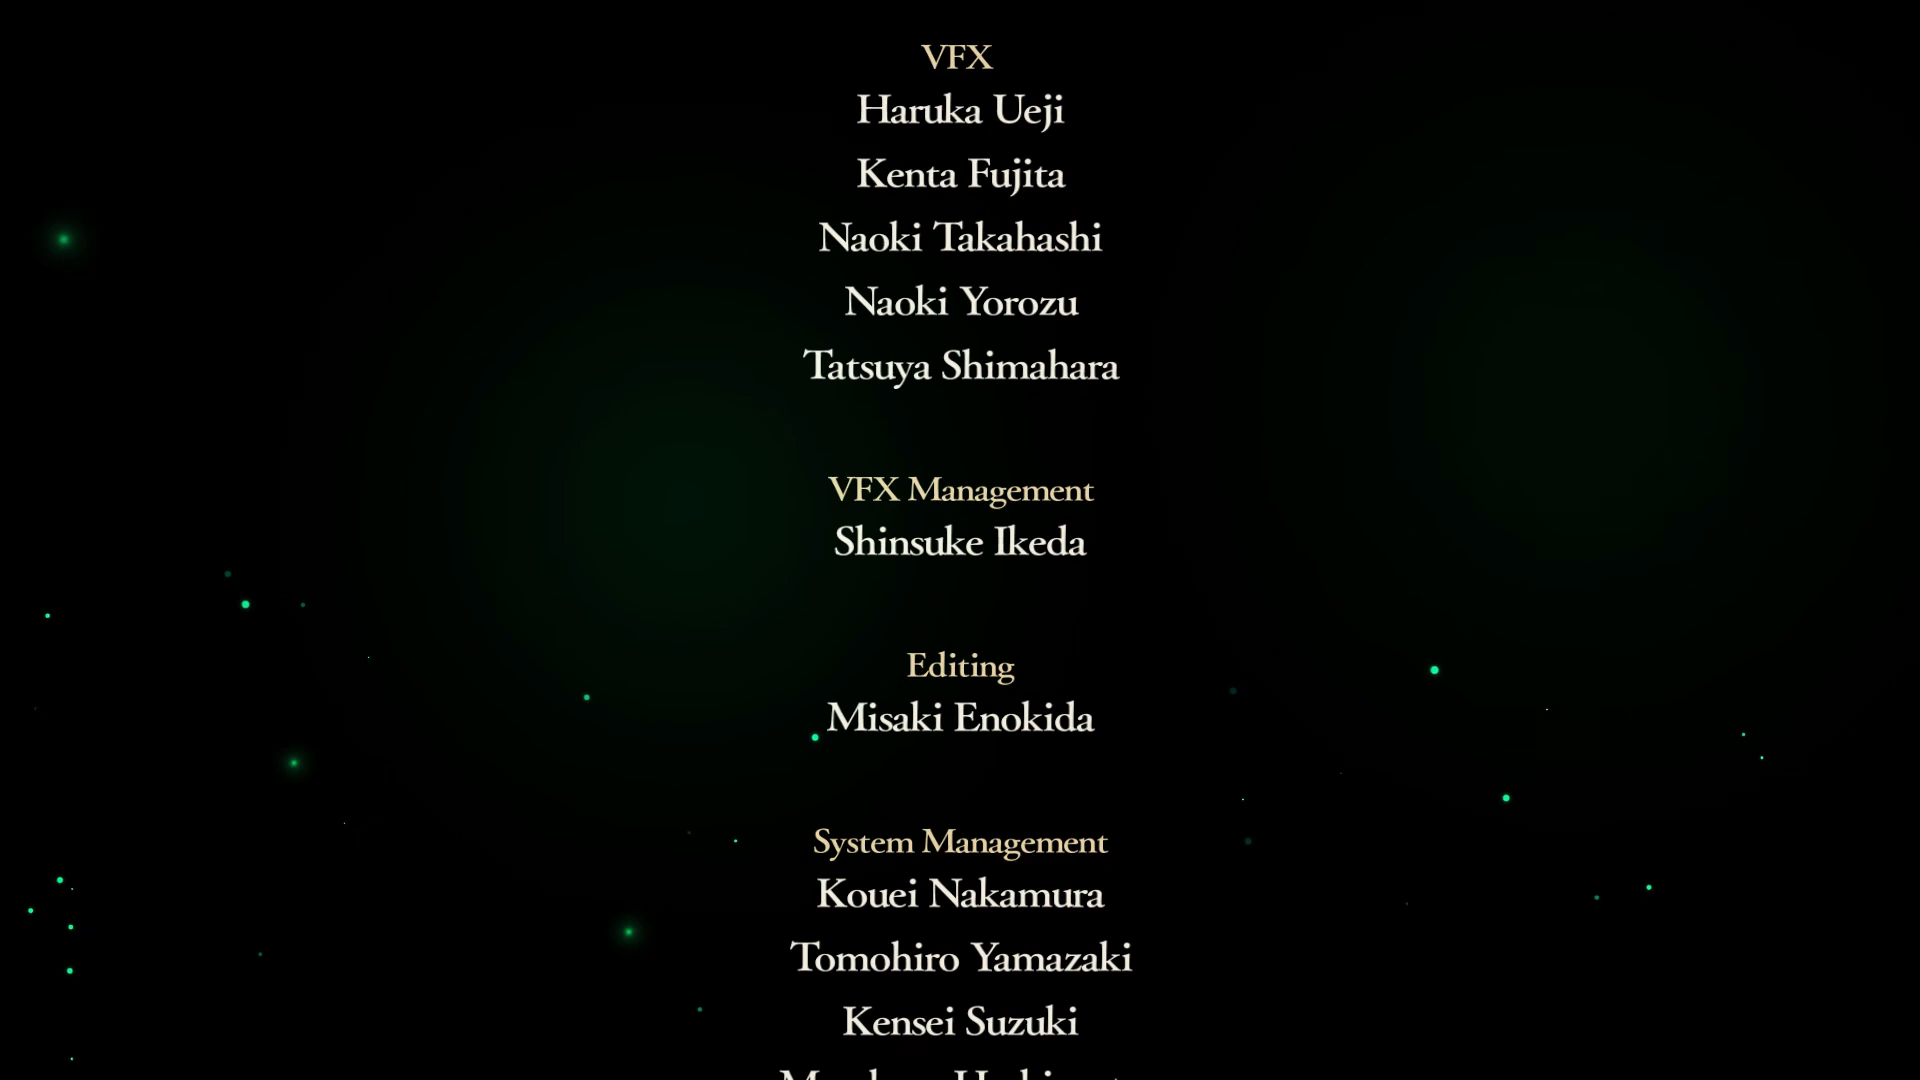 VFX
Haruka Ueji
Kenta Fujita
Naoki Takahashi
Naoki Yorozu
Tatsuya Shimahara
VFX Management
Shinsuke Ikeda
Editing
Misaki Enokida
System Management
Kouei Nakamura
Tomohiro Yamazaki
Kensei Suzuki